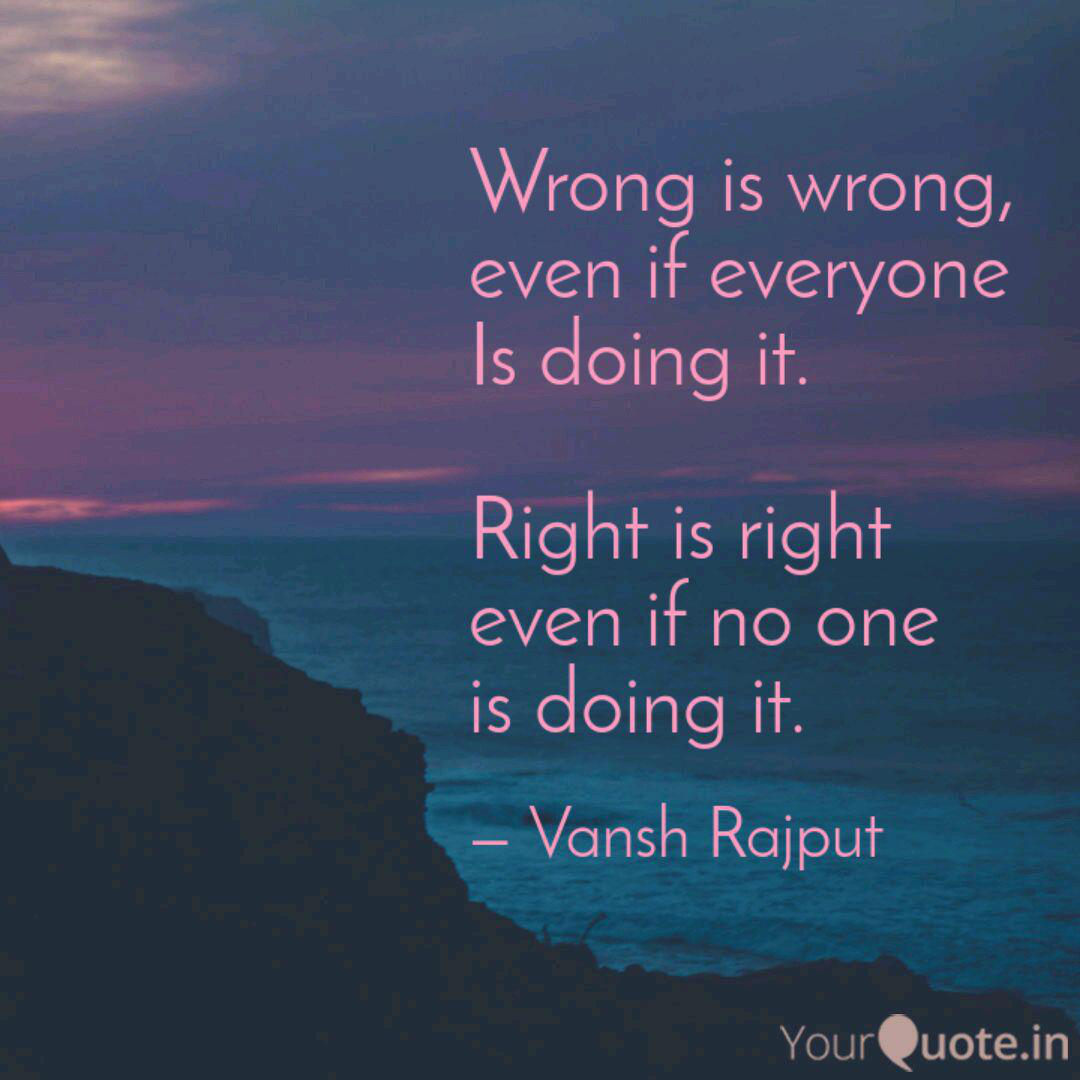 Wrong is wrong,
even if everyone
Is doing it.
Right is right
even if no one
is doing it.
– Vansh Rajput
YourQuote.in